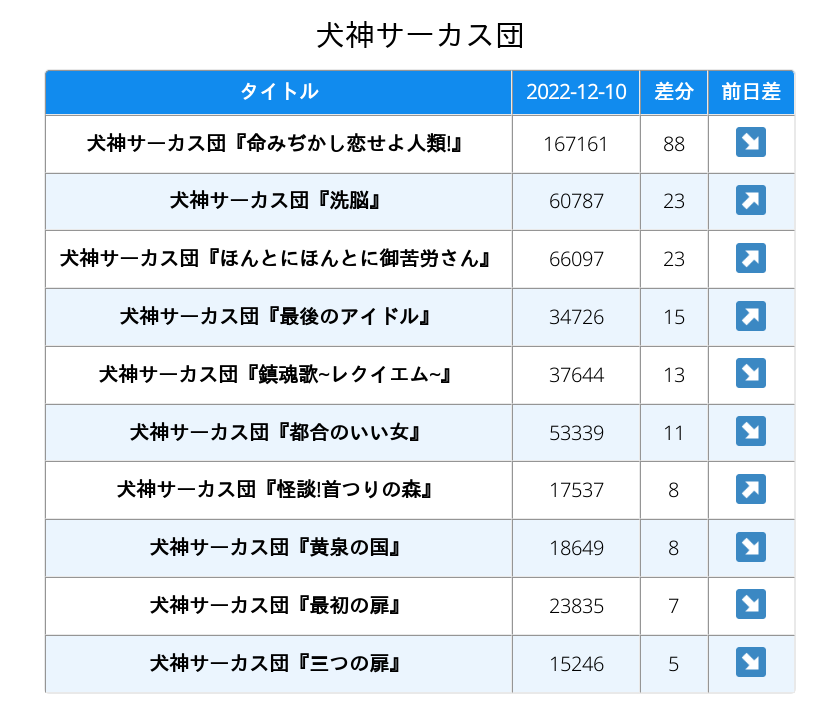 犬神サーカス団
タイトル 2022-12-10 差分 前日差
犬神サーカス団『命みぢかし恋せよ人類!』 167161 88 ↘
犬神サーカス団『洗脳』 60787 23 ↗
犬神サーカス団『ほんとにほんとに御苦労さん』 66097 23 ↗
犬神サーカス団『最後のアイドル』 34726 15 ↗
犬神サーカス団『鎮魂歌~レクイエム~』 37644 13 ↘
犬神サーカス団『都合のいい女』 53339 11 ↘
犬神サーカス団『怪談!首つりの森』 17537 8 ↗
犬神サーカス団『黄泉の国』 18649 8 ↘
犬神サーカス団『最初の扉』 23835 7 ↘
犬神サーカス団『三つの扉』 15246 5 ↘